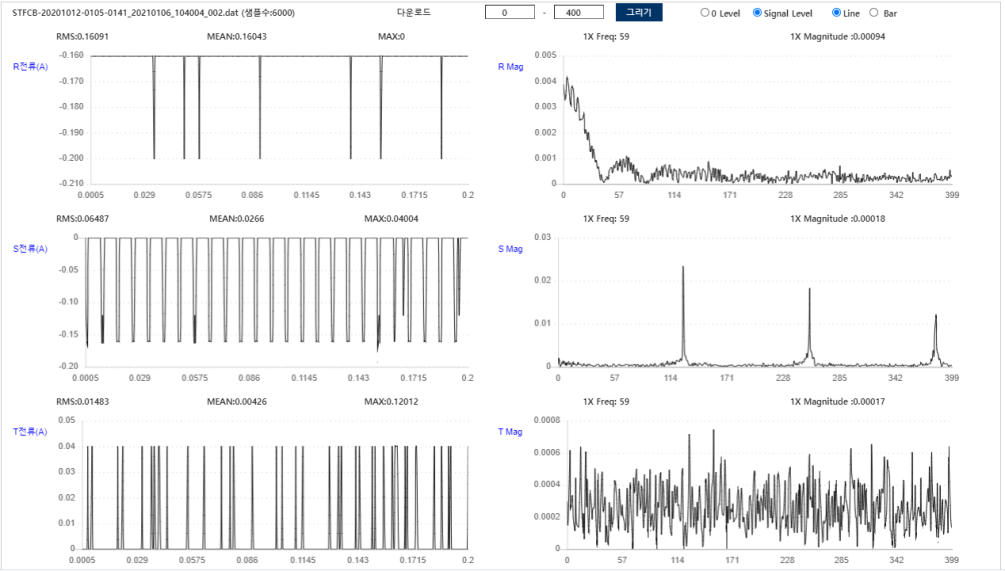 STFCB-20201012-0105-0141_20210106_104004_002.dat (샘플수:6000) 다운로드 0 - 400 그리기 0 Level Signal Level Line Bar
RMS:0.16091 MEAN:0.16043 MAX:0 1X Freq: 59 1X Magnitude :0.00094
R전류(A)
-0.160
-0.170
-0.180
-0.190
-0.200
-0.210
0.0005 0.029 0.0575 0.086 0.1145 0.143 0.1715 0.2
R Mag
0.005
0.004
0.003
0.002
0.001
0
0 57 114 171 228 285 342 399
RMS:0.06487 MEAN:0.0266 MAX:0.04004 1X Freq: 59 1X Magnitude :0.00018
S전류(A)
0
-0.05
-0.10
-0.15
-0.20
0.0005 0.029 0.0575 0.086 0.1145 0.143 0.1715 0.2
S Mag
0.03
0.02
0.01
0
0 57 114 171 228 285 342 399
RMS:0.01483 MEAN:0.00426 MAX:0.12012 1X Freq: 59 1X Magnitude :0.00017
T전류(A)
0.05
0.04
0.03
0.02
0.01
0
0.0005 0.029 0.0575 0.086 0.1145 0.143 0.1715 0.2
T Mag
0.0008
0.0006
0.0004
0.0002
0
0 57 114 171 228 285 342 399